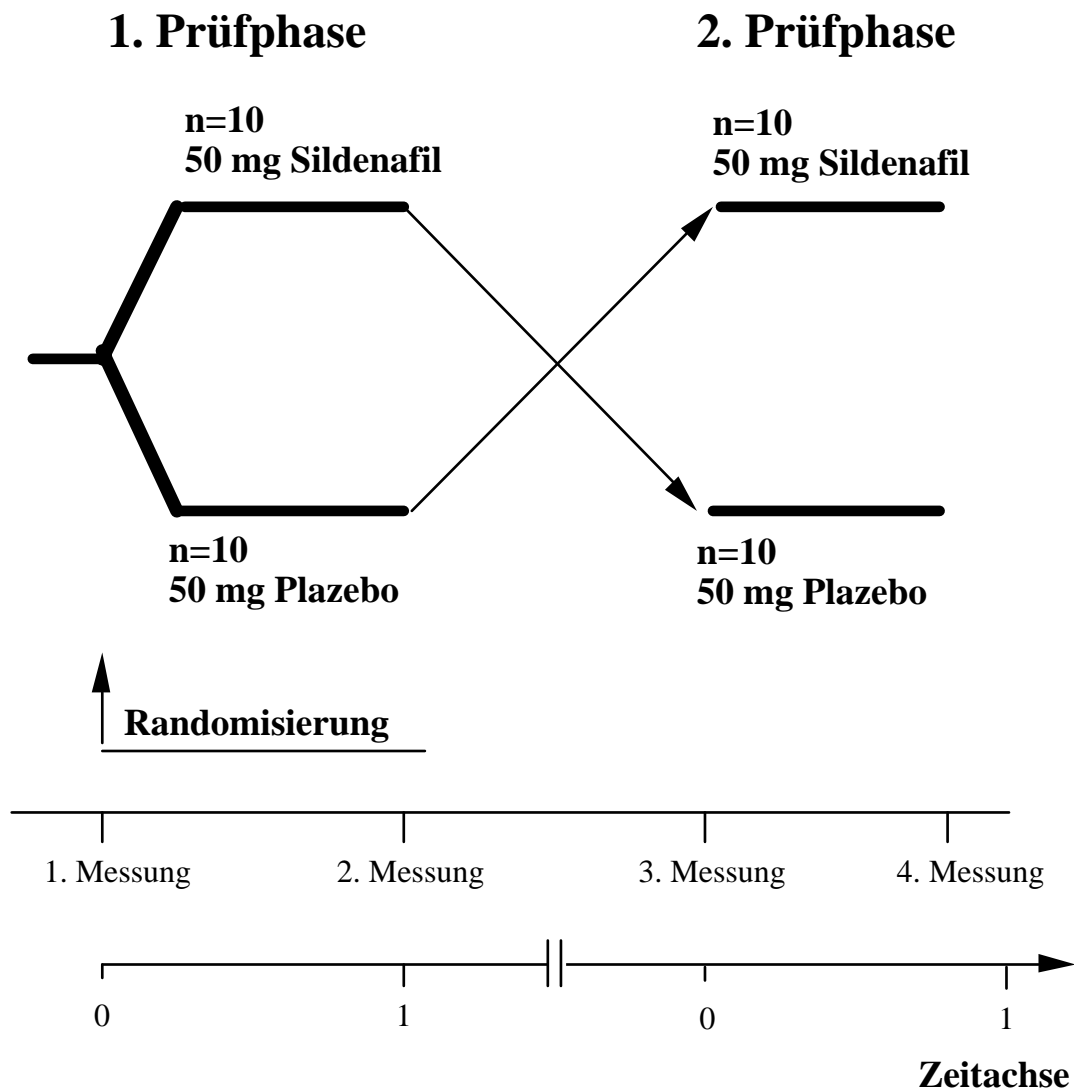 1. Prüfphase
2. Prüfphase
n=10
50 mg Sildenafil
n=10
50 mg Sildenafil
n=10
50 mg Plazebo
n=10
50 mg Plazebo
Randomisierung
1. Messung
2. Messung
3. Messung
4. Messung
0
1
0
1
Zeitachse